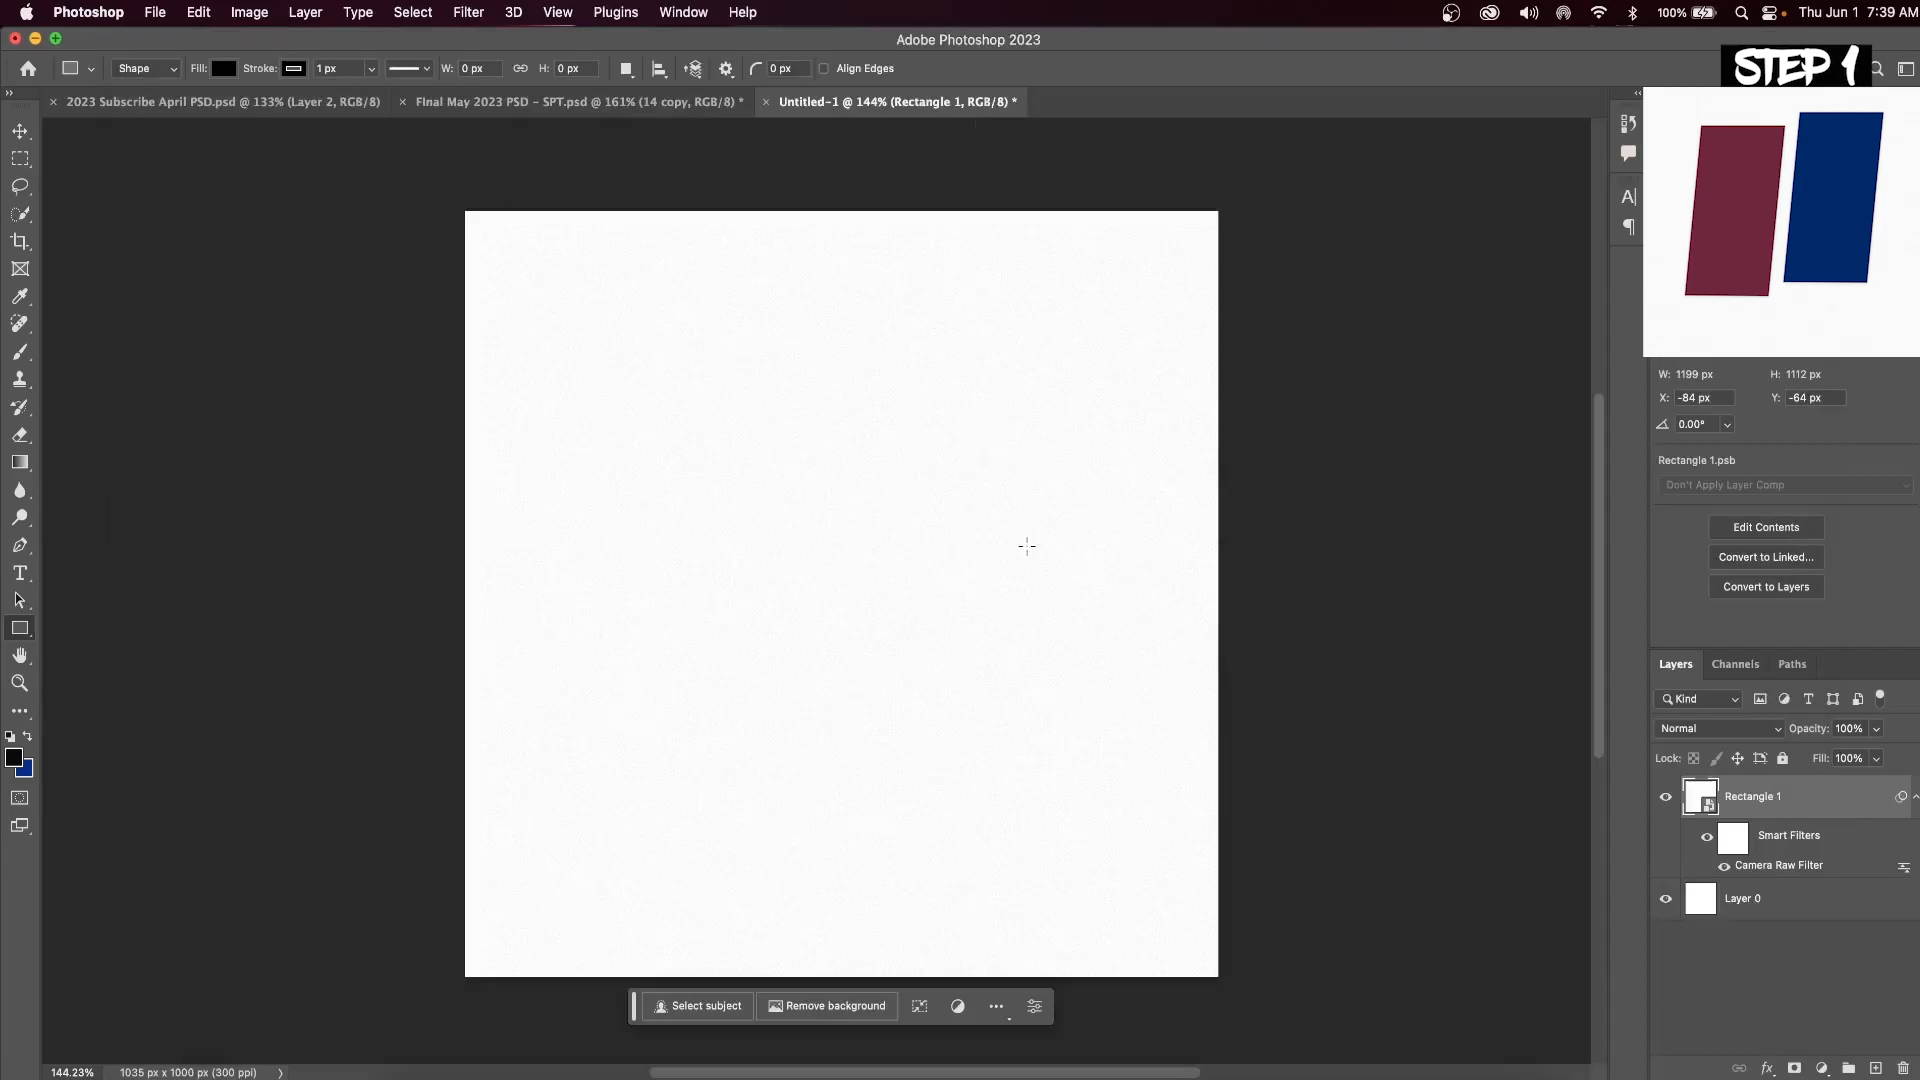 Photoshop File Edit Image Layer Type Select Filter 3D View Plugins Window Help 100% Thu Jun 1 7:39 AM
Adobe Photoshop 2023
Shape Fill: Stroke: 1 px W: 0 px H: 0 px 0 px Align Edges
STEP 1
2023 Subscribe April PSD.psd @ 133% (Layer 2, RGB/8) FInal May 2023 PSD - SPT.psd @ 161% (14 copy, RGB/8) * Untitled-1 @ 144% (Rectangle 1, RGB/8) *
W: 1199 px H: 1112 px
X: -84 px Y: -64 px
0.00°
Rectangle 1.psb
Don't Apply Layer Comp
Edit Contents
Convert to Linked...
Convert to Layers
Layers Channels Paths
Kind
Normal Opacity: 100%
Lock: Fill: 100%
Rectangle 1
Smart Filters
Camera Raw Filter
Layer 0
Select subject Remove background
144.23% 1035 px x 1000 px (300 ppi)